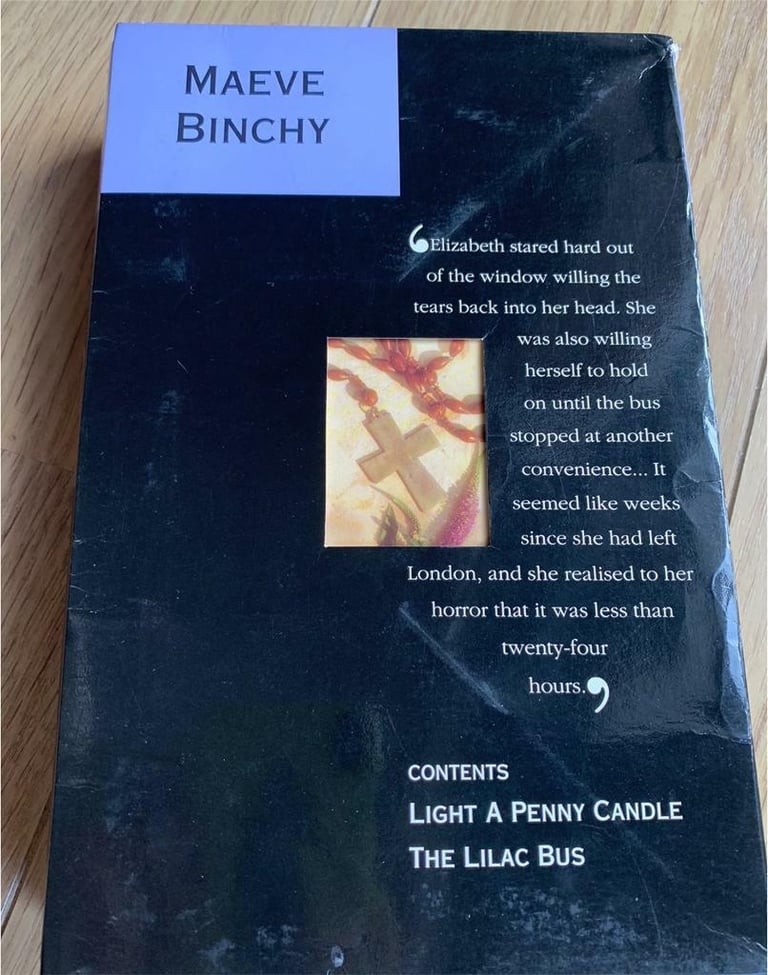 MAEVE
BINCHY
‘Elizabeth stared hard out
of the window willing the
tears back into her head. She
was also willing
herself to hold
on until the bus
stopped at another
convenience... It
seemed like weeks
since she had left
London, and she realised to her
horror that it was less than
twenty-four
hours.’
CONTENTS
LIGHT A PENNY CANDLE
THE LILAC BUS